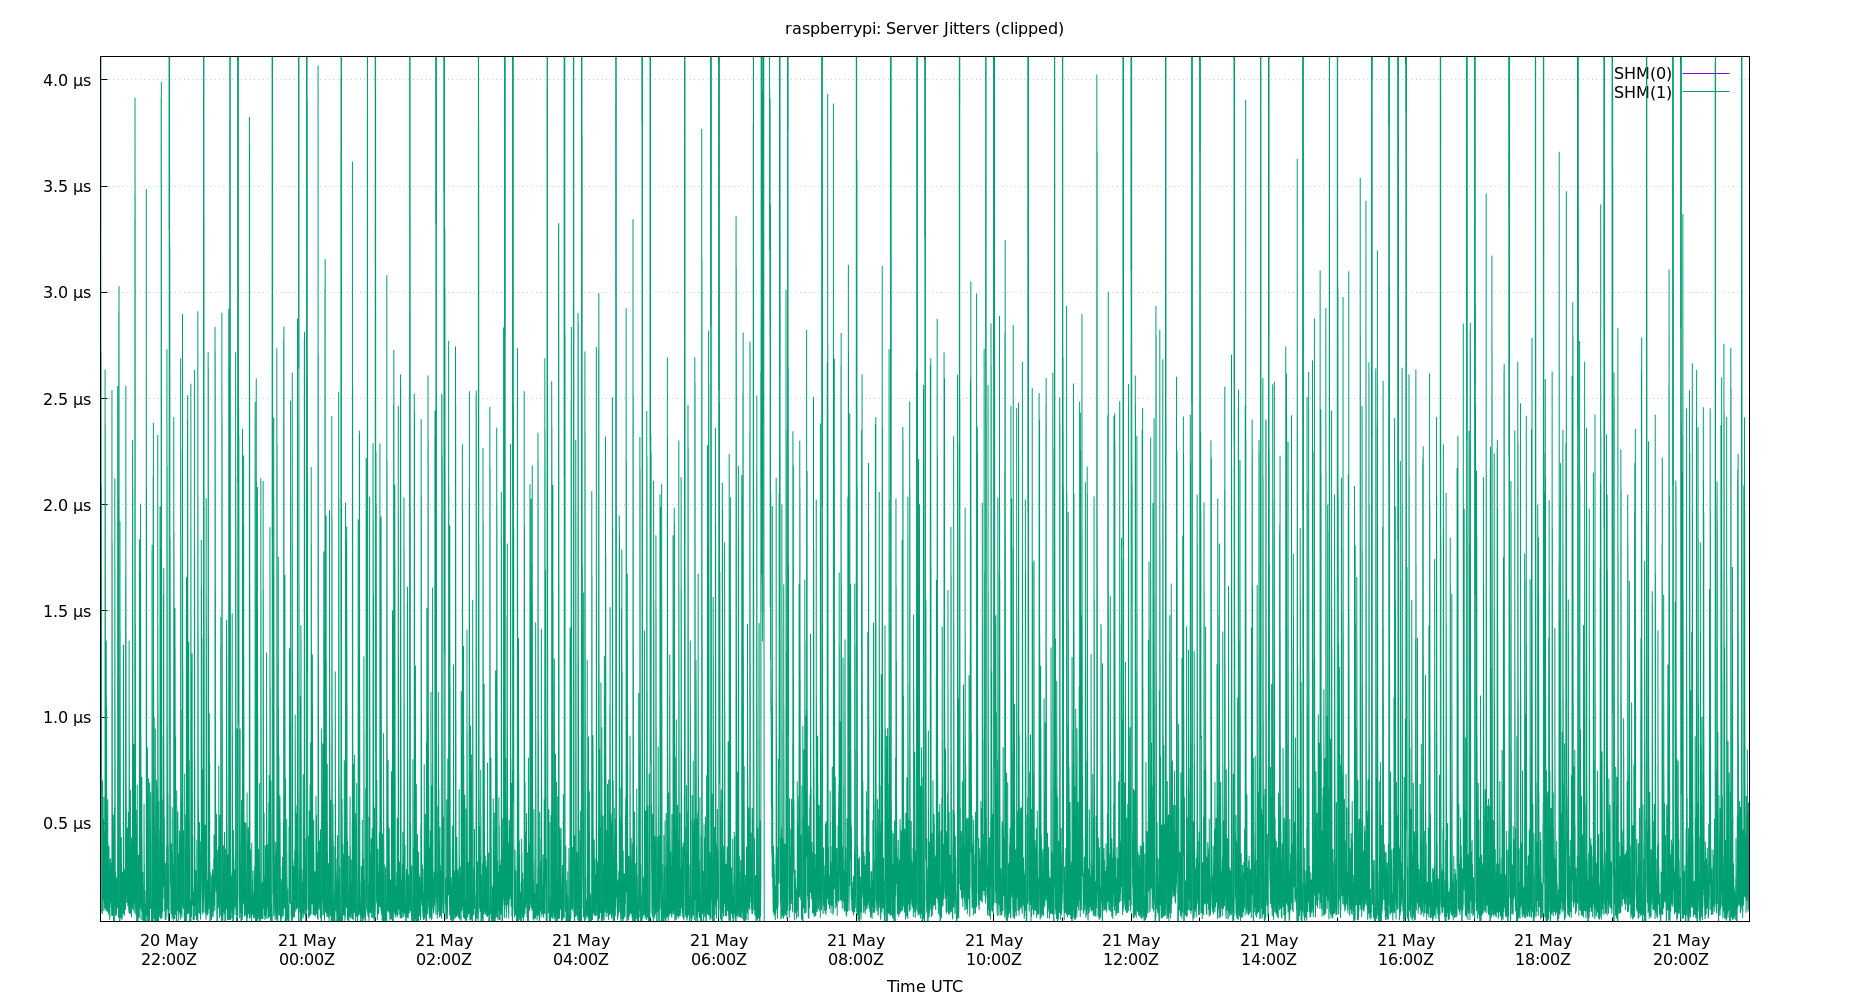 raspberrypi: Server Jitters (clipped)
4.0 µs
3.5 µs
3.0 µs
2.5 µs
2.0 µs
1.5 µs
1.0 µs
0.5 µs
SHM(0)
SHM(1)
20 May 21 May 21 May 21 May 21 May 21 May 21 May 21 May 21 May 21 May 21 May 21 May
22:00Z 00:00Z 02:00Z 04:00Z 06:00Z 08:00Z 10:00Z 12:00Z 14:00Z 16:00Z 18:00Z 20:00Z
Time UTC